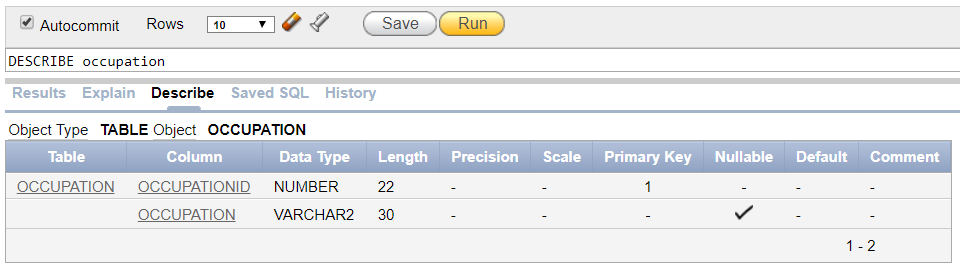 Autocommit Rows 10 Save Run
DESCRIBE occupation
Results Explain Describe Saved SQL History
Object Type TABLE Object OCCUPATION
Table Column Data Type Length Precision Scale Primary Key Nullable Default Comment
OCCUPATION OCCUPATIONID NUMBER 22 - - 1 - - -
OCCUPATION VARCHAR2 30 - - - - -
1 - 2